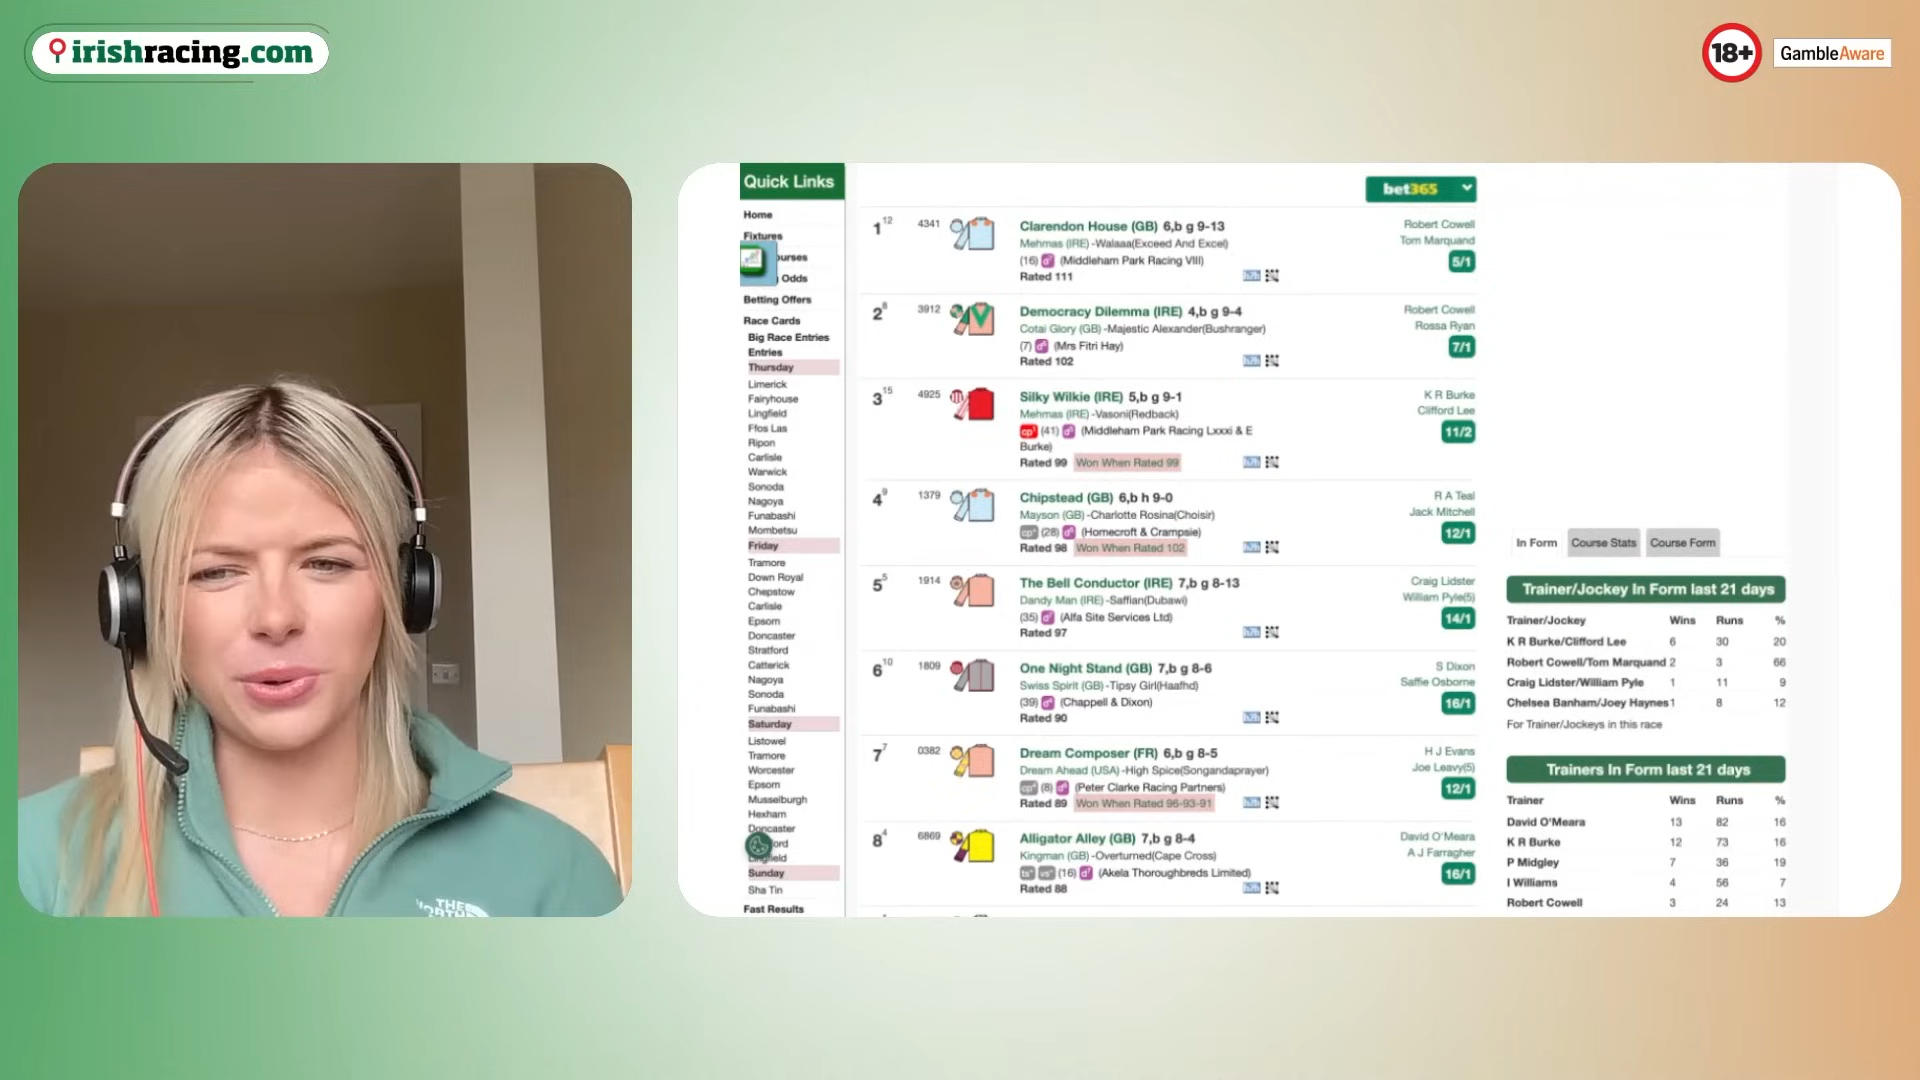 irishracing.com
18+
GambleAware
THE
NORTH
Quick Links
Home
Fixtures
Odds
Betting Offers
Race Cards
Big Race Entries
Entries
Thursday
Limerick
Fairyhouse
Lingfield
Ffos Las
Ripon
Carlisle
Warwick
Sonoda
Nagoya
Funabashi
Mombetsu
Friday
Tramore
Down Royal
Chepstow
Carlisle
Epsom
Doncaster
Stratford
Catterick
Nagoya
Sonoda
Funabashi
Saturday
Listowel
Tramore
Worcester
Epsom
Musselburgh
Hexham
Doncaster
Sunday
Sha Tin
Fast Results
bet365
1 12 4341 Clarendon House (GB) 6,b g 9-13 Robert Cowell
Mehmas (IRE) -Walaaa(Exceed And Excel) Tom Marquand
(16) (Middleham Park Racing VIII) 5/1
Rated 111
2 8 3912 Democracy Dilemma (IRE) 4,b g 9-4 Robert Cowell
Cotai Glory (GB) -Majestic Alexander(Bushranger) Rossa Ryan
(7) (Mrs Fitri Hay) 7/1
Rated 102
3 15 4925 Silky Wilkie (IRE) 5,b g 9-1 K R Burke
Mehmas (IRE) -Vasoni(Redback) Clifford Lee
(41) (Middleham Park Racing Lxxxi & E 11/2
Burke)
Rated 99 Won When Rated 99
4 9 1379 Chipstead (GB) 6,b h 9-0 R A Teal
Mayson (GB) -Charlotte Rosina(Choisir) Jack Mitchell
(28) (Homecroft & Crampsie) 12/1
Rated 98 Won When Rated 102
5 5 1914 The Bell Conductor (IRE) 7,b g 8-13 Craig Lidster
Dandy Man (IRE) -Saffian(Dubawi) William Pyle(5)
(35) (Alfa Site Services Ltd) 14/1
Rated 97
6 10 1809 One Night Stand (GB) 7,b g 8-6 S Dixon
Swiss Spirit (GB) -Tipsy Girl(Haafhd) Saffie Osborne
(39) (Chappell & Dixon) 16/1
Rated 90
7 7 0382 Dream Composer (FR) 6,b g 8-5 H J Evans
Dream Ahead (USA) -High Spice(Songandaprayer) Joe Leavy(5)
(8) (Peter Clarke Racing Partners) 12/1
Rated 89 Won When Rated 96-93-91
8 4 6869 Alligator Alley (GB) 7,b g 8-4 David O'Meara
Kingman (GB) -Overturned(Cape Cross) A J Farragher
(16) (Akela Thoroughbreds Limited) 16/1
Rated 88
In Form Course Stats Course Form
Trainer/Jockey In Form last 21 days
Trainer/Jockey Wins Runs %
K R Burke/Clifford Lee 6 30 20
Robert Cowell/Tom Marquand 2 3 66
Craig Lidster/William Pyle 1 11 9
Chelsea Banham/Joey Haynes 1 8 12
For Trainer/Jockeys in this race
Trainers In Form last 21 days
Trainer Wins Runs %
David O'Meara 13 82 16
K R Burke 12 73 16
P Midgley 7 36 19
I Williams 4 56 7
Robert Cowell 3 24 13